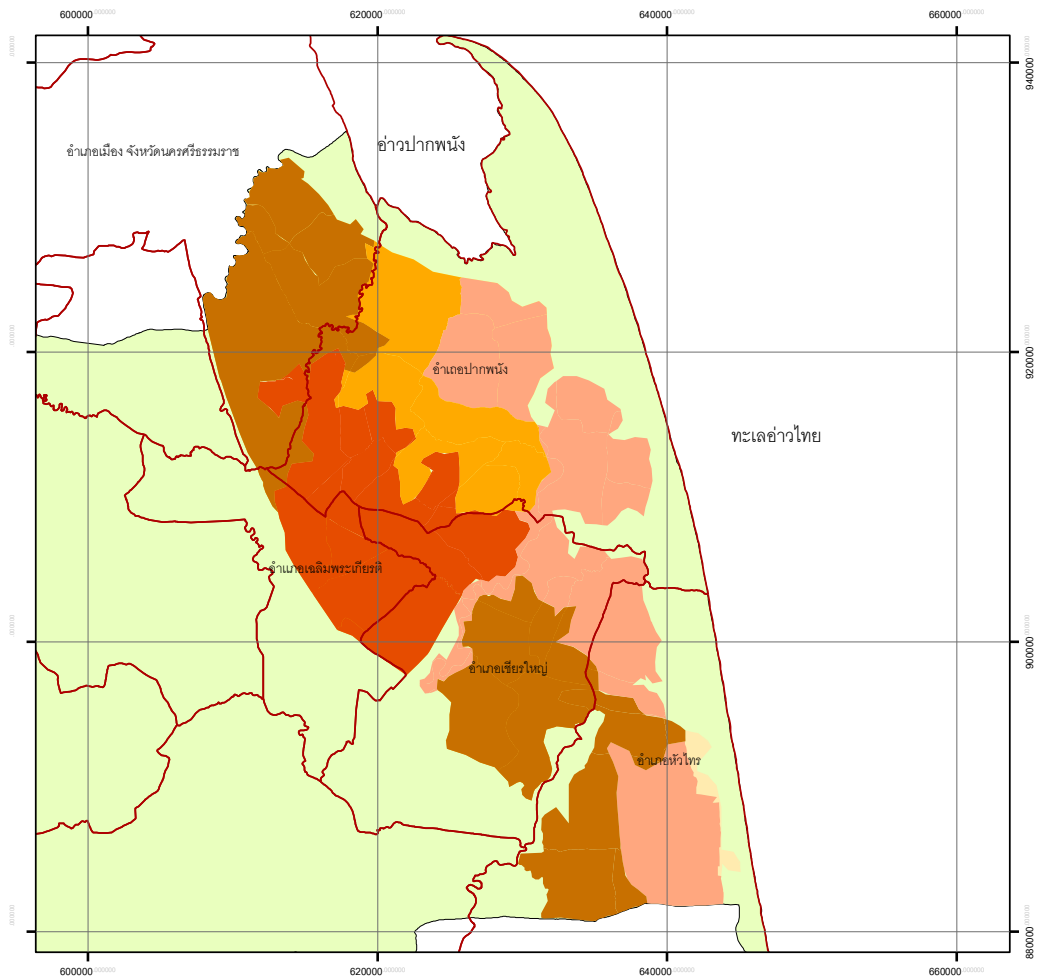 600000 620000 640000 660000
940000
อำเภอเมือง จังหวัดนครศรีธรรมราช
อ่าวปากพนัง
920000
อำเถอปากพนัง
ทะเลอ่าวไทย
อำแภอเฉลิมพระเกียรติ
900000
อำเภอเชียรใหญ่
อำเภอหัวไทร
880000
600000 620000 640000 660000